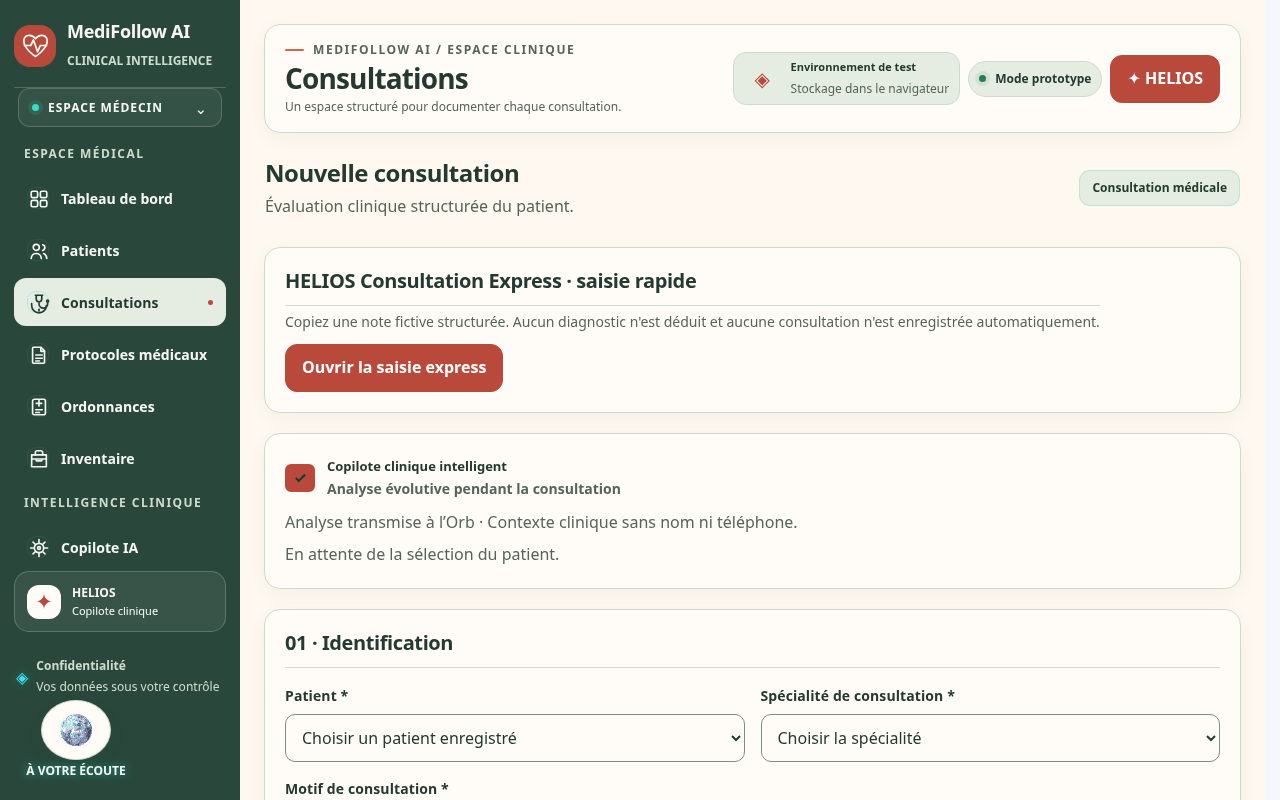 MediFollow AI
CLINICAL INTELLIGENCE
ESPACE MÉDECIN
ESPACE MÉDICAL
Tableau de bord
Patients
Consultations
Protocoles médicaux
Ordonnances
Inventaire
INTELLIGENCE CLINIQUE
Copilote IA
HELIOS
Copilote clinique
Confidentialité
Vos données sous votre contrôle
À VOTRE ÉCOUTE
MEDIFOLLOW AI / ESPACE CLINIQUE
Consultations
Un espace structuré pour documenter chaque consultation.
Environnement de test
Stockage dans le navigateur
Mode prototype
✦ HELIOS
Nouvelle consultation
Évaluation clinique structurée du patient.
Consultation médicale
HELIOS Consultation Express · saisie rapide
Copiez une note fictive structurée. Aucun diagnostic n'est déduit et aucune consultation n'est enregistrée automatiquement.
Ouvrir la saisie express
Copilote clinique intelligent
Analyse évolutive pendant la consultation
Analyse transmise à l’Orb · Contexte clinique sans nom ni téléphone.
En attente de la sélection du patient.
01 · Identification
Patient *
Spécialité de consultation *
Choisir un patient enregistré
Choisir la spécialité
Motif de consultation *